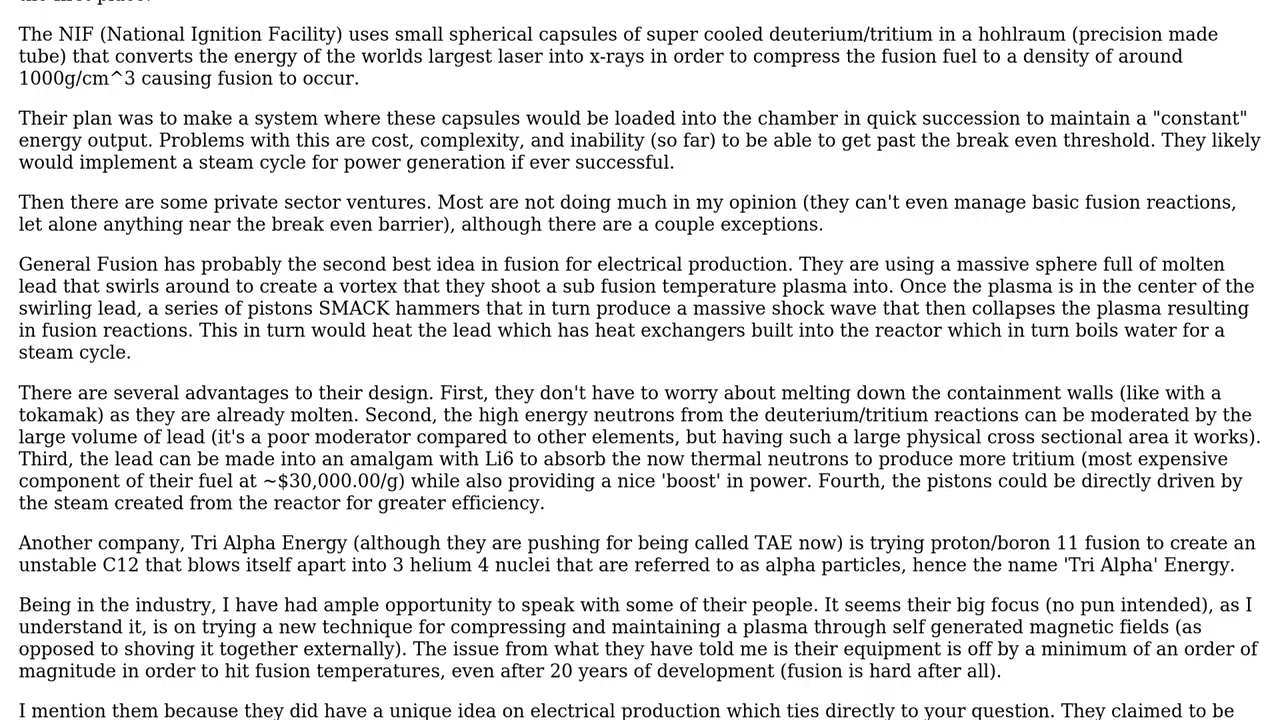 The NIF (National Ignition Facility) uses small spherical capsules of super cooled deuterium/tritium in a hohlraum (precision made
tube) that converts the energy of the worlds largest laser into x-rays in order to compress the fusion fuel to a density of around
1000g/cm^3 causing fusion to occur.
Their plan was to make a system where these capsules would be loaded into the chamber in quick succession to maintain a "constant"
energy output. Problems with this are cost, complexity, and inability (so far) to be able to get past the break even threshold. They likely
would implement a steam cycle for power generation if ever successful.
Then there are some private sector ventures. Most are not doing much in my opinion (they can't even manage basic fusion reactions,
let alone anything near the break even barrier), although there are a couple exceptions.
General Fusion has probably the second best idea in fusion for electrical production. They are using a massive sphere full of molten
lead that swirls around to create a vortex that they shoot a sub fusion temperature plasma into. Once the plasma is in the center of the
swirling lead, a series of pistons SMACK hammers that in turn produce a massive shock wave that then collapses the plasma resulting
in fusion reactions. This in turn would heat the lead which has heat exchangers built into the reactor which in turn boils water for a
steam cycle.
There are several advantages to their design. First, they don't have to worry about melting down the containment walls (like with a
tokamak) as they are already molten. Second, the high energy neutrons from the deuterium/tritium reactions can be moderated by the
large volume of lead (it's a poor moderator compared to other elements, but having such a large physical cross sectional area it works).
Third, the lead can be made into an amalgam with Li6 to absorb the now thermal neutrons to produce more tritium (most expensive
component of their fuel at ~$30,000.00/g) while also providing a nice 'boost' in power. Fourth, the pistons could be directly driven by
the steam created from the reactor for greater efficiency.
Another company, Tri Alpha Energy (although they are pushing for being called TAE now) is trying proton/boron 11 fusion to create an
unstable C12 that blows itself apart into 3 helium 4 nuclei that are referred to as alpha particles, hence the name 'Tri Alpha' Energy.
Being in the industry, I have had ample opportunity to speak with some of their people. It seems their big focus (no pun intended), as I
understand it, is on trying a new technique for compressing and maintaining a plasma through self generated magnetic fields (as
opposed to shoving it together externally). The issue from what they have told me is their equipment is off by a minimum of an order of
magnitude in order to hit fusion temperatures, even after 20 years of development (fusion is hard after all).
I mention them because they did have a unique idea on electrical production which ties directly to your question. They claimed to be